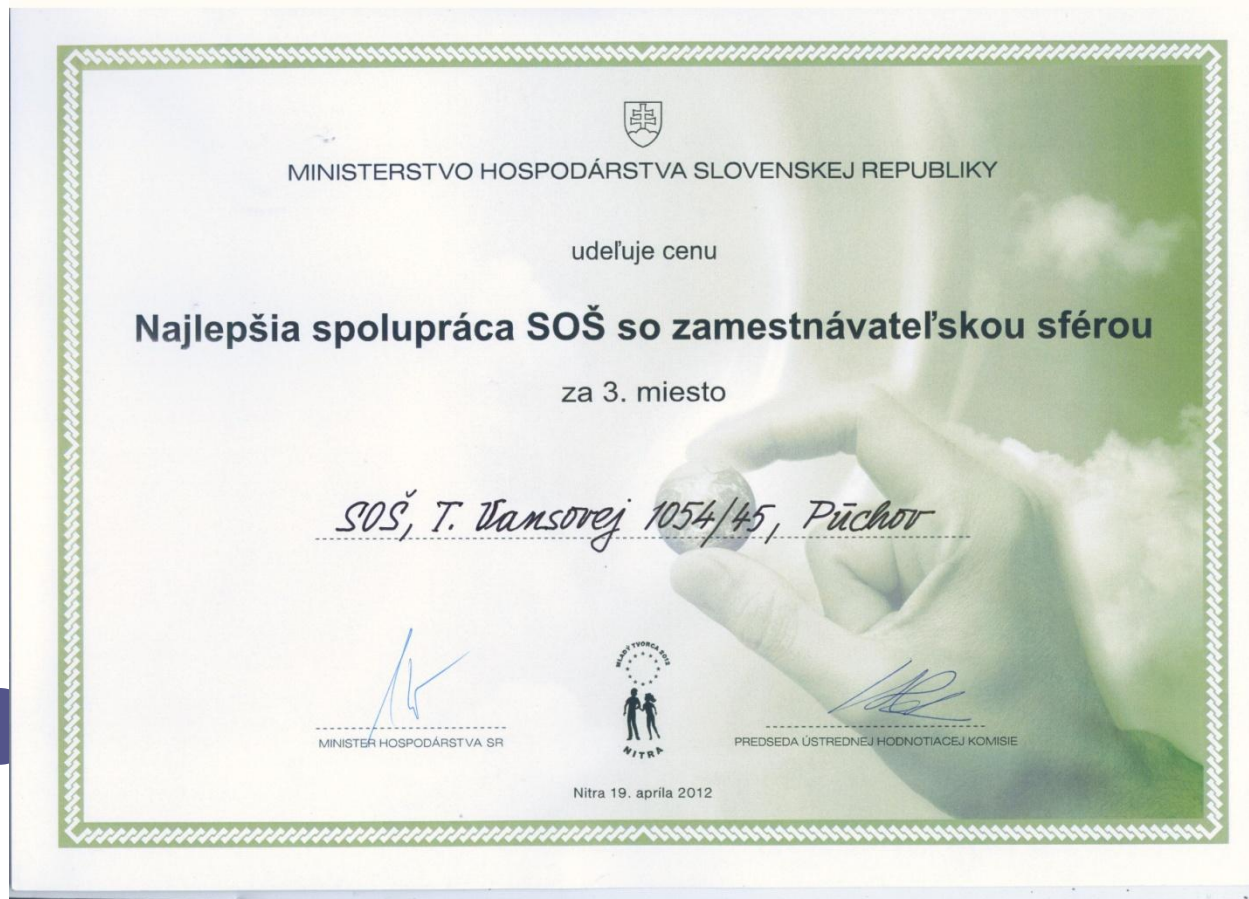 MINISTERSTVO HOSPODÁRSTVA SLOVENSKEJ REPUBLIKY
udeľuje cenu
Najlepšia spolupráca SOŠ so zamestnávateľskou sférou
za 3. miesto
SOŠ, T. Vansovej 1054/45, Púchov
MLADÝ TVORCA 2012
NITRA
MINISTER HOSPODÁRSTVA SR
PREDSEDA ÚSTREDNEJ HODNOTIACEJ KOMISIE
Nitra 19. apríla 2012